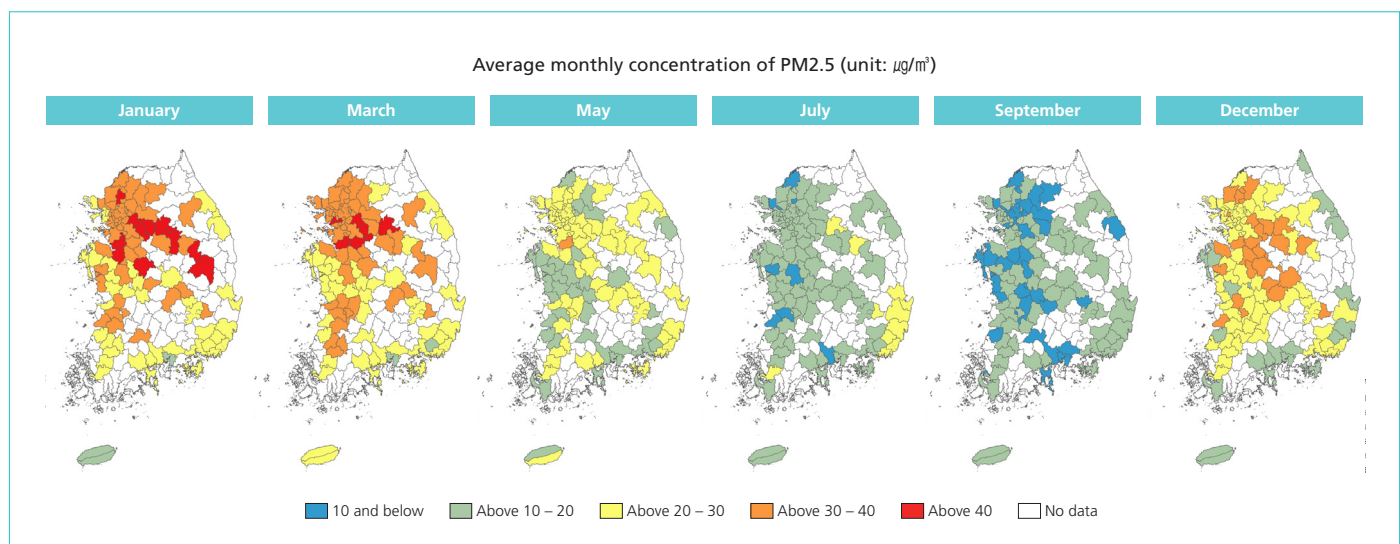 Average monthly concentration of PM2.5 (unit: ㎍/㎥)
January March May July September December
10 and below Above 10 – 20 Above 20 – 30 Above 30 – 40 Above 40 No data